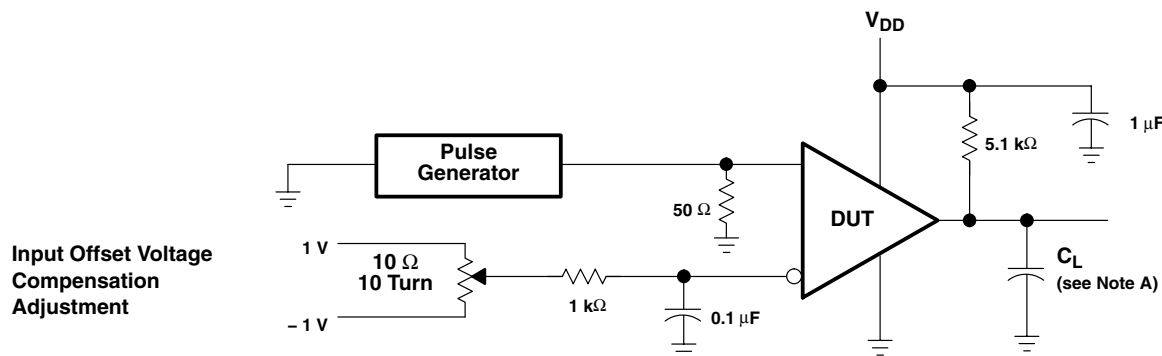 VDD
1 μF
5.1 kΩ
Pulse
Generator
50 Ω
DUT
Input Offset Voltage
Compensation
Adjustment
1 V
10 Ω
10 Turn
– 1 V
1 kΩ
0.1 μF
CL
(see Note A)